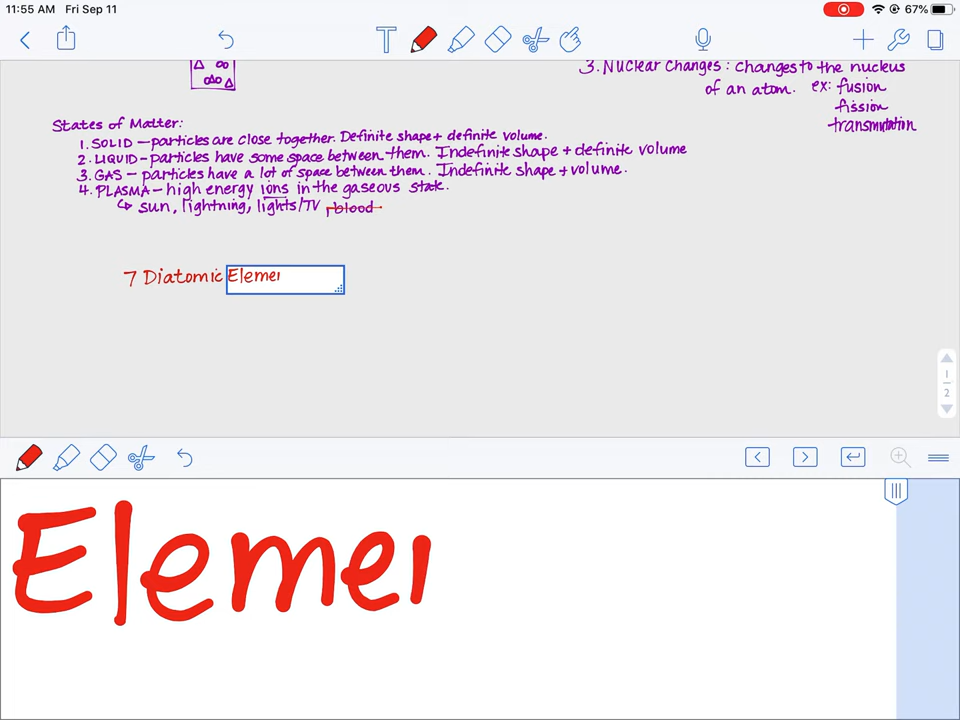 11:55 AM Fri Sep 11
67%
3. Nuclear Changes: changes to the nucleus
of an atom. ex: fusion
fission
transmutation
States of Matter:
1. SOLID - particles are close together. Definite shape + definite volume.
2. LIQUID - particles have some space between them. Indefinite shape + definite volume
3. GAS - particles have a lot of space between them. Indefinite shape + volume.
4. PLASMA - high energy ions in the gaseous state.
↳ sun, lightning, lights/TV blood
7 Diatomic Elemei
1
2
Elemei